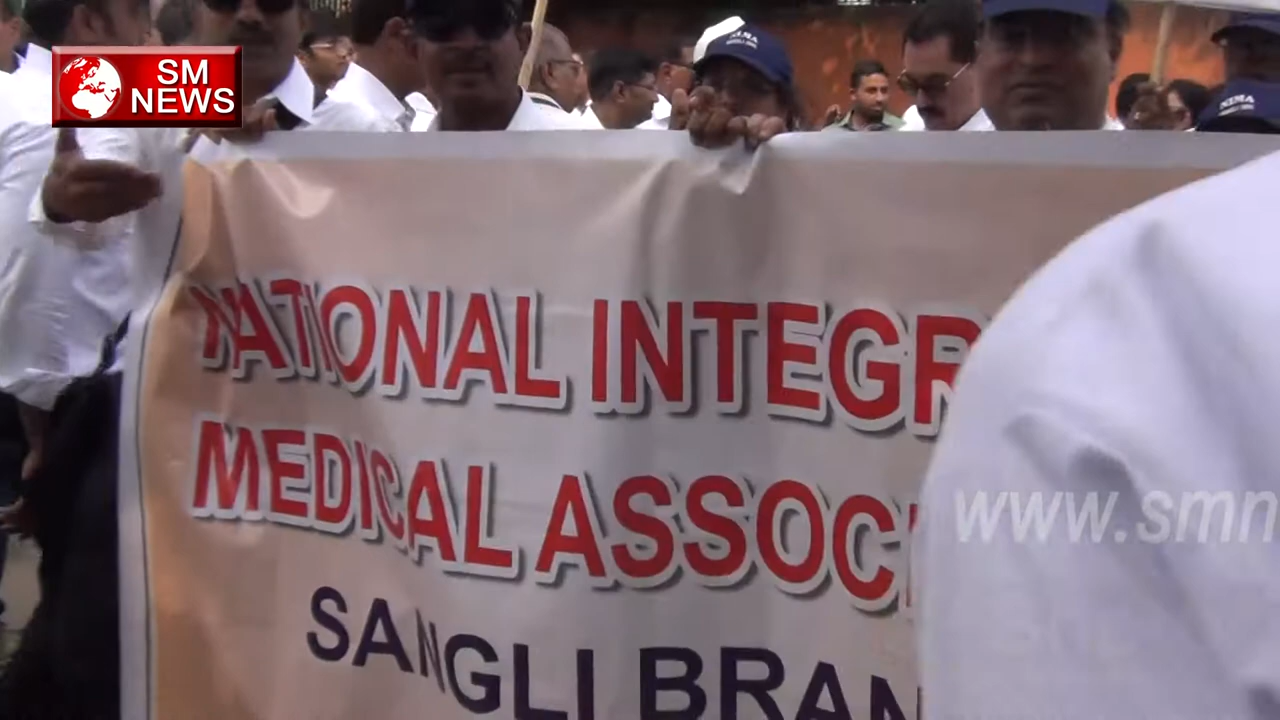 SM
NEWS
NIMA
NIMA
NATIONAL INTEGR
MEDICAL ASSOC
SANGLI BRAN
www.smn